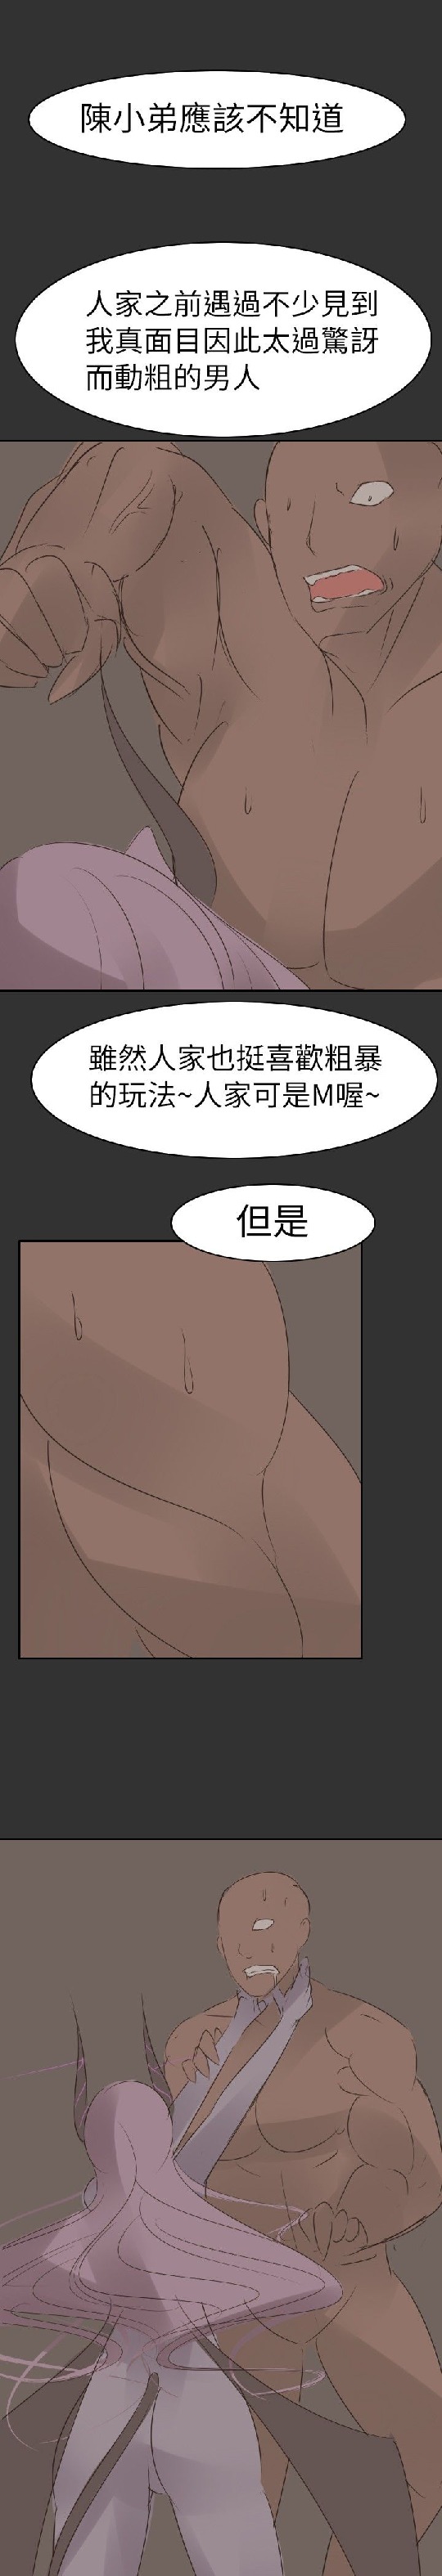 陳小弟應該不知道
人家之前遇過不少見到
我真面目因此太過驚訝
而動粗的男人
雖然人家也挺喜歡粗暴
的玩法~人家可是M喔~
但是